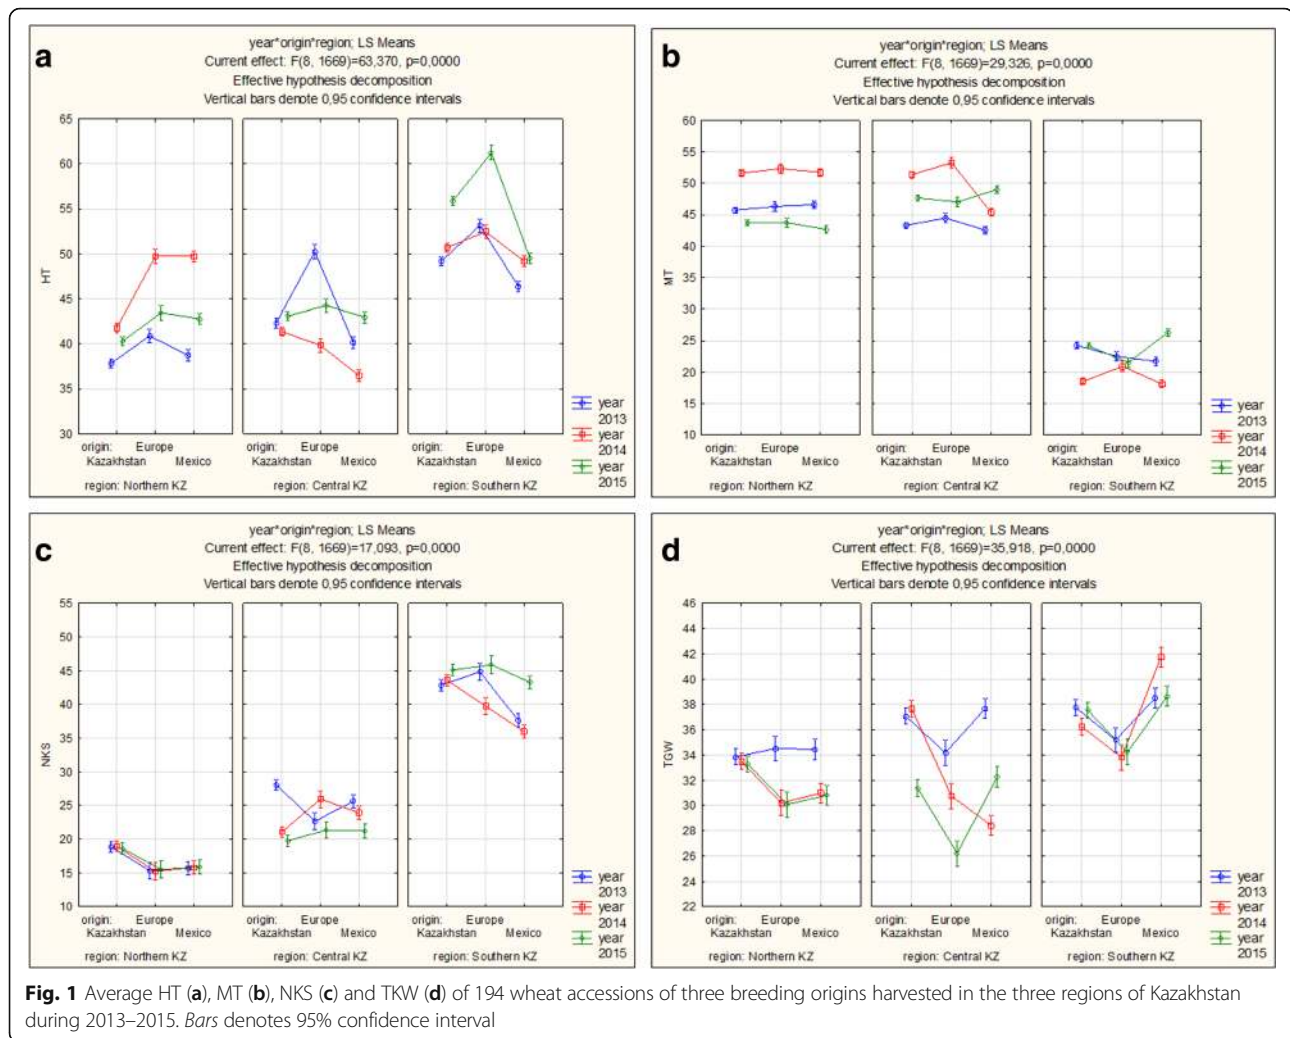 a
year*origin*region; LS Means
Current effect: F(8, 1669)=63,370, p=0,0000
Effective hypothesis decomposition
Vertical bars denote 0,95 confidence intervals
HT
65
60
55
50
45
40
35
30
origin: Europe
Kazakhstan Mexico
region: Northern KZ
origin: Europe
Kazakhstan Mexico
region: Central KZ
origin: Europe
Kazakhstan Mexico
region: Southern KZ
year
2013
year
2014
year
2015
b
year*origin*region; LS Means
Current effect: F(8, 1669)=29,326, p=0,0000
Effective hypothesis decomposition
Vertical bars denote 0,95 confidence intervals
MT
60
55
50
45
40
35
30
25
20
15
10
origin: Europe
Kazakhstan Mexico
region: Northern KZ
origin: Europe
Kazakhstan Mexico
region: Central KZ
origin: Europe
Kazakhstan Mexico
region: Southern KZ
year
2013
year
2014
year
2015
c
year*origin*region; LS Means
Current effect: F(8, 1669)=17,093, p=0,0000
Effective hypothesis decomposition
Vertical bars denote 0,95 confidence intervals
NKS
55
50
45
40
35
30
25
20
15
10
origin: Europe
Kazakhstan Mexico
region: Northern KZ
origin: Europe
Kazakhstan Mexico
region: Central KZ
origin: Europe
Kazakhstan Mexico
region: Southern KZ
year
2013
year
2014
year
2015
d
year*origin*region; LS Means
Current effect: F(8, 1669)=35,918, p=0,0000
Effective hypothesis decomposition
Vertical bars denote 0,95 confidence intervals
TGW
46
44
42
40
38
36
34
32
30
28
26
24
22
origin: Europe
Kazakhstan Mexico
region: Northern KZ
origin: Europe
Kazakhstan Mexico
region: Central KZ
origin: Europe
Kazakhstan Mexico
region: Southern KZ
year
2013
year
2014
year
2015
Fig. 1 Average HT (a), MT (b), NKS (c) and TKW (d) of 194 wheat accessions of three breeding origins harvested in the three regions of Kazakhstan
during 2013–2015. Bars denotes 95% confidence interval